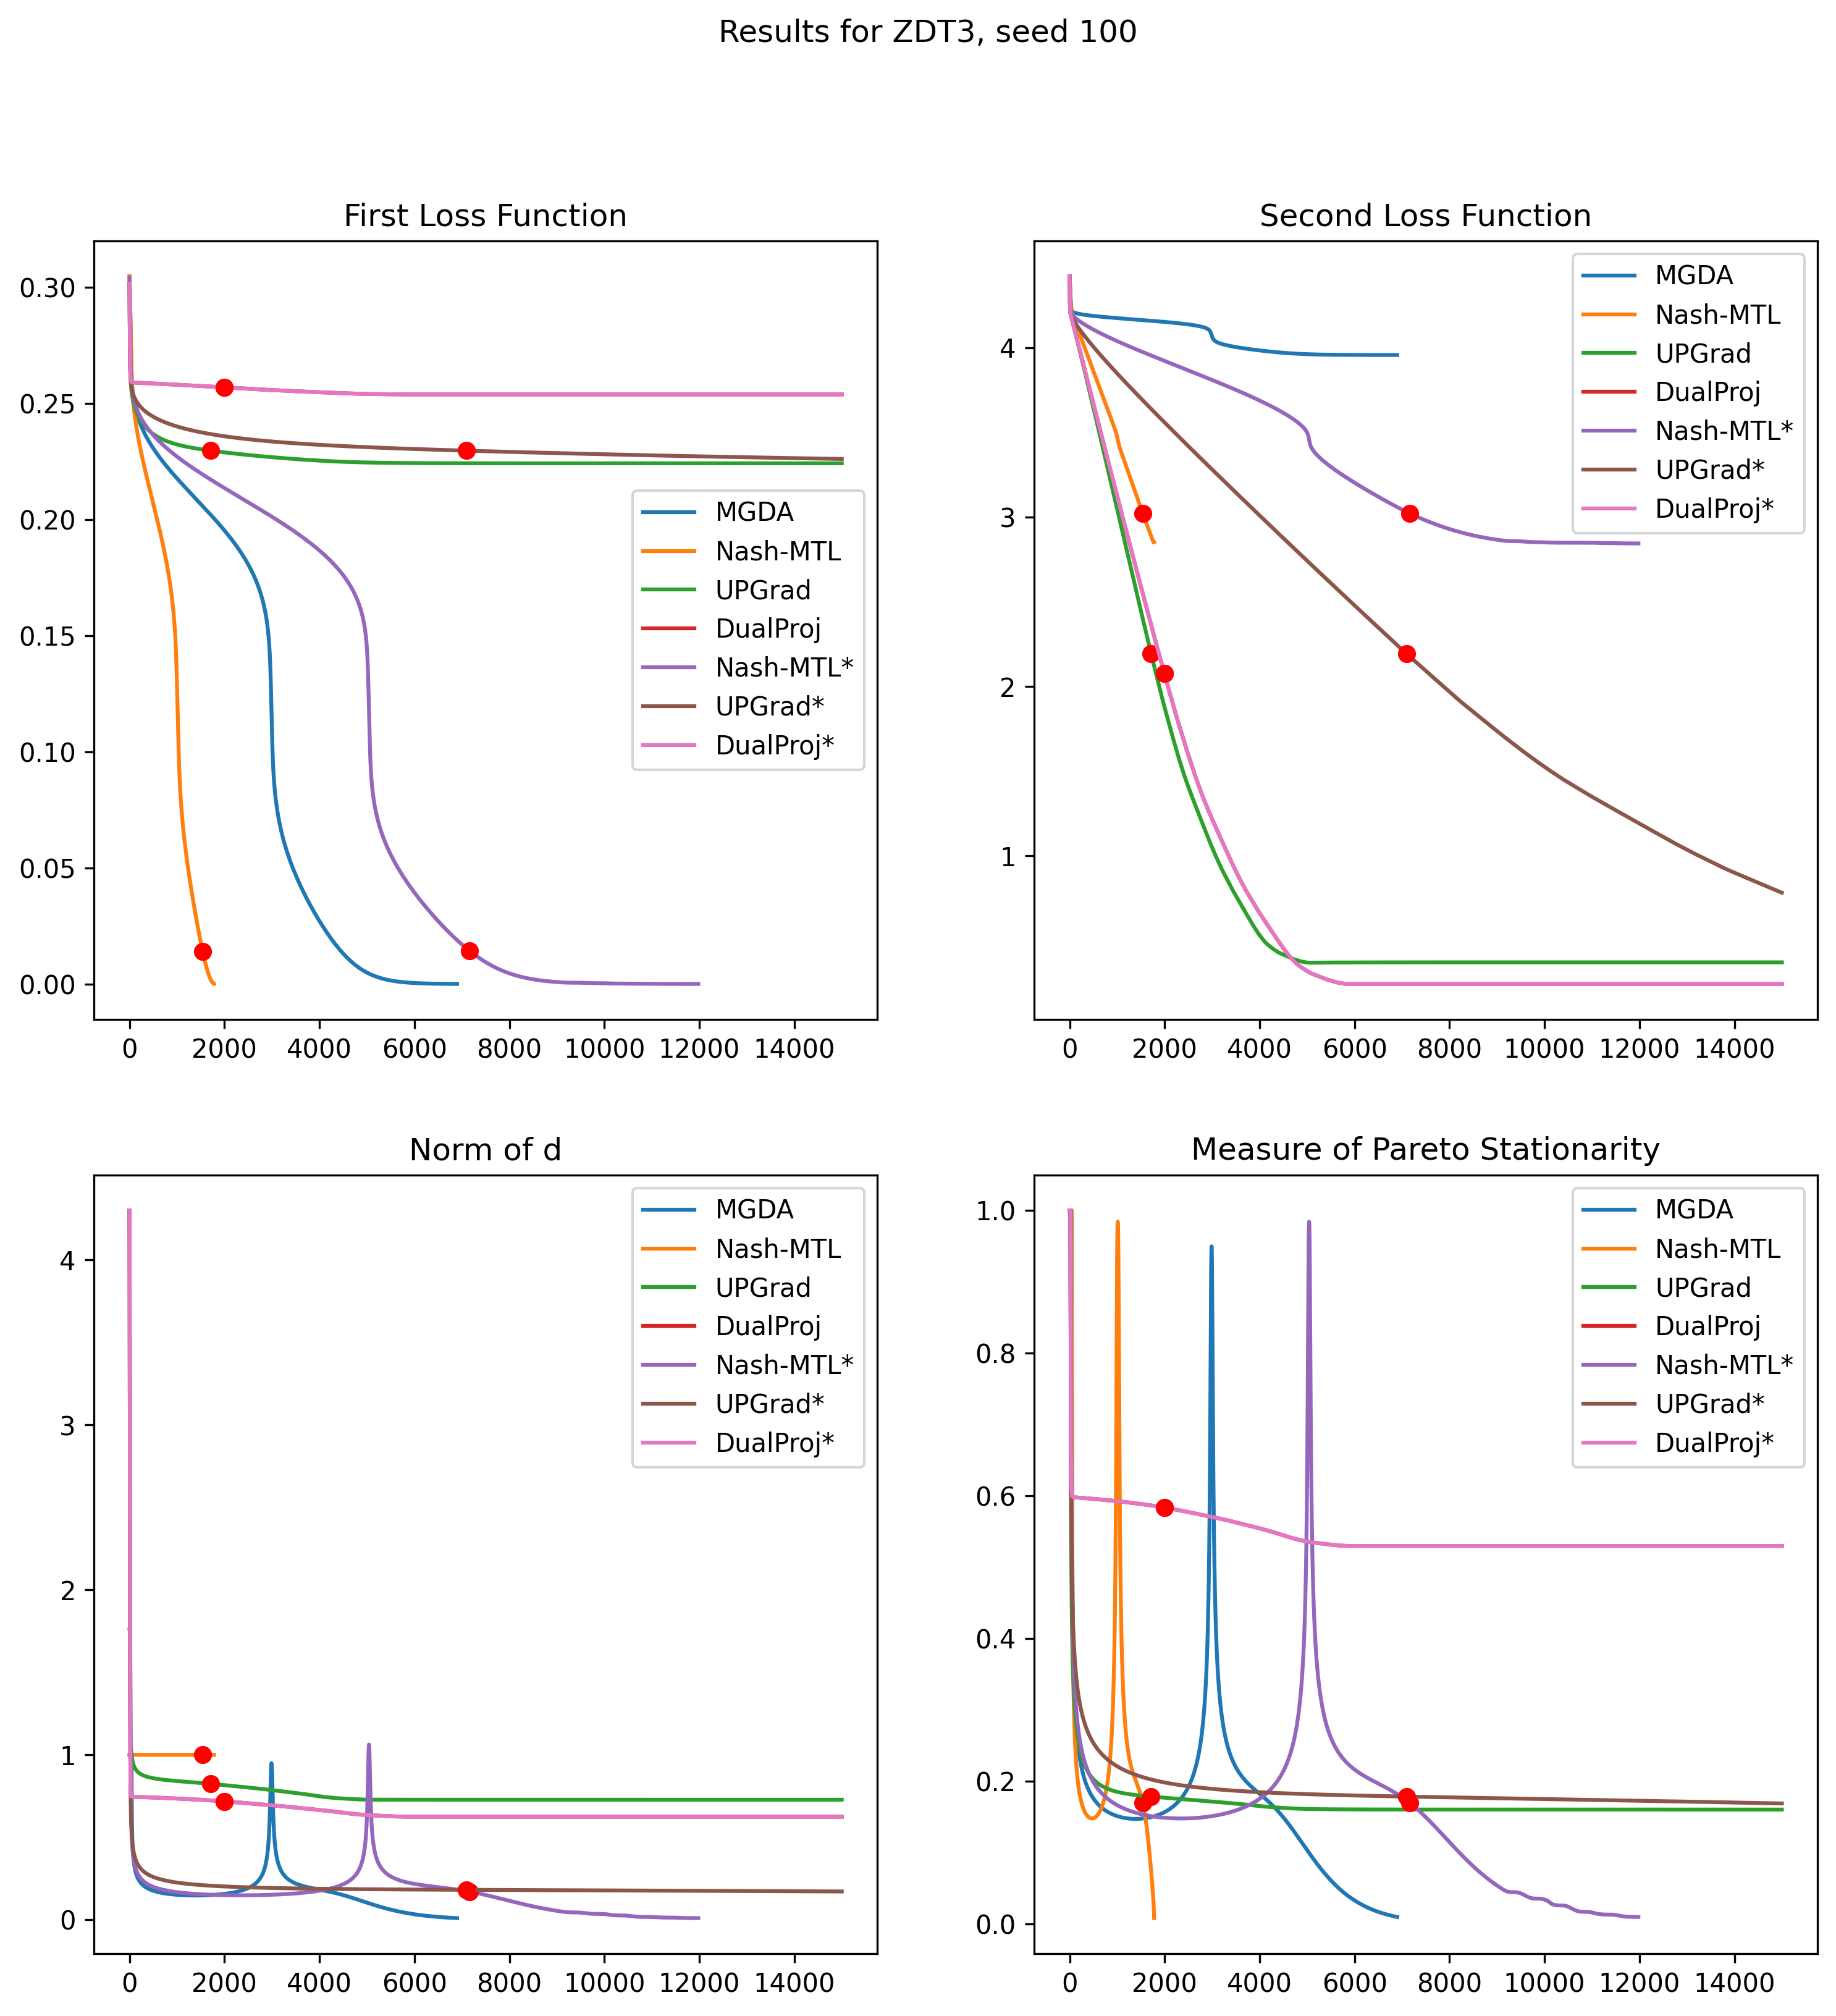 Results for ZDT3, seed 100
First Loss Function
0.30
0.25
0.20
0.15
0.10
0.05
0.00
0 2000 4000 6000 8000 10000 12000 14000
MGDA
Nash-MTL
UPGrad
DualProj
Nash-MTL*
UPGrad*
DualProj*
Second Loss Function
4
3
2
1
0 2000 4000 6000 8000 10000 12000 14000
MGDA
Nash-MTL
UPGrad
DualProj
Nash-MTL*
UPGrad*
DualProj*
Norm of d
4
3
2
1
0
0 2000 4000 6000 8000 10000 12000 14000
MGDA
Nash-MTL
UPGrad
DualProj
Nash-MTL*
UPGrad*
DualProj*
Measure of Pareto Stationarity
1.0
0.8
0.6
0.4
0.2
0.0
0 2000 4000 6000 8000 10000 12000 14000
MGDA
Nash-MTL
UPGrad
DualProj
Nash-MTL*
UPGrad*
DualProj*